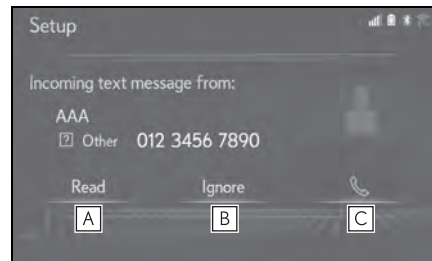 Setup
Incoming text message from:
AAA
? Other 012 3456 7890
Read Ignore
A B C